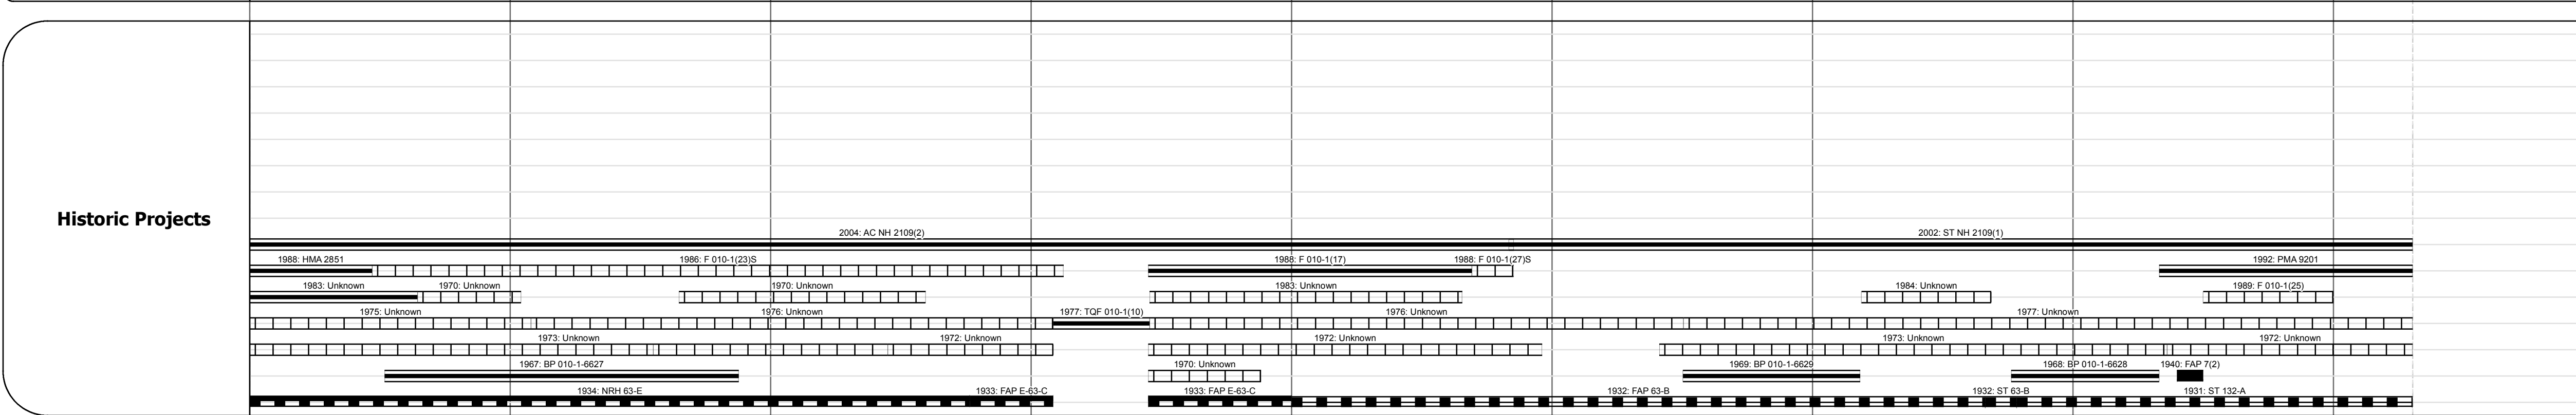 Historic Projects
2004: AC NH 2109(2) 2002: ST NH 2109(1)
1988: HMA 2851 1986: F 010-1(23)S 1988: F 010-1(17) 1988: F 010-1(27)S 1992: PMA 9201
1983: Unknown 1970: Unknown 1970: Unknown 1983: Unknown 1984: Unknown 1989: F 010-1(25)
1975: Unknown 1976: Unknown 1977: TQF 010-1(10) 1976: Unknown 1977: Unknown
1973: Unknown 1972: Unknown 1972: Unknown 1973: Unknown 1972: Unknown
1967: BP 010-1-6627 1970: Unknown 1969: BP 010-1-6629 1968: BP 010-1-6628 1940: FAP 7(2)
1934: NRH 63-E 1933: FAP E-63-C 1933: FAP E-63-C 1932: FAP 63-B 1932: ST 63-B 1931: ST 132-A